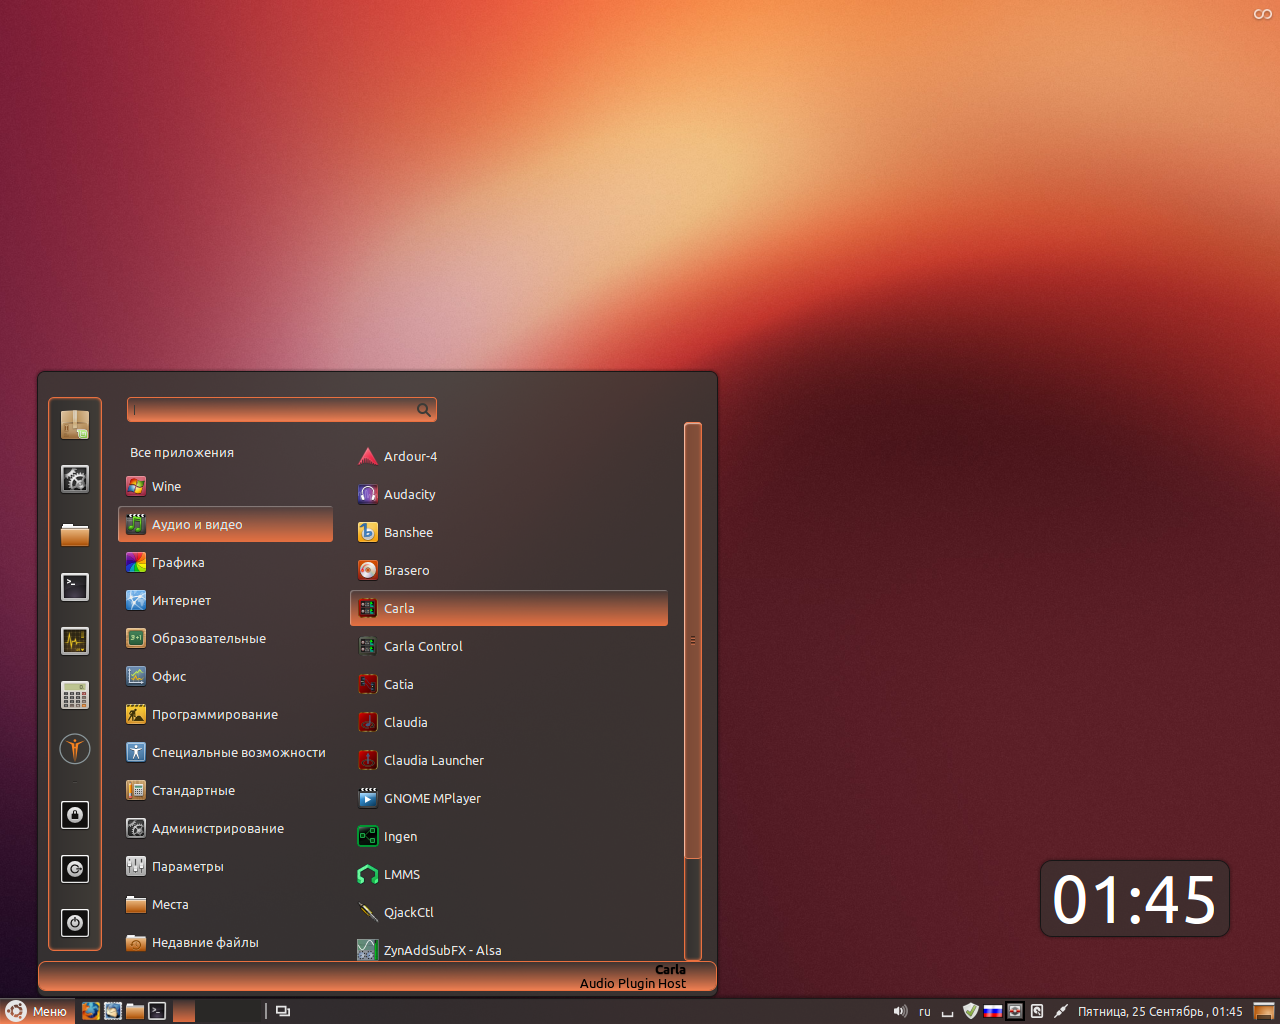 Все приложения
Wine
Аудио и видео
Графика
Интернет
Образовательные
Офис
Программирование
Специальные возможности
Стандартные
Администрирование
Параметры
Места
Недавние файлы
Ardour-4
Audacity
Banshee
Brasero
Carla
Carla Control
Catia
Claudia
Claudia Launcher
GNOME MPlayer
Ingen
LMMS
QjackCtl
ZynAddSubFX - Alsa
Carla
Audio Plugin Host
01:45
Меню
ru
Пятница, 25 Сентябрь , 01:45